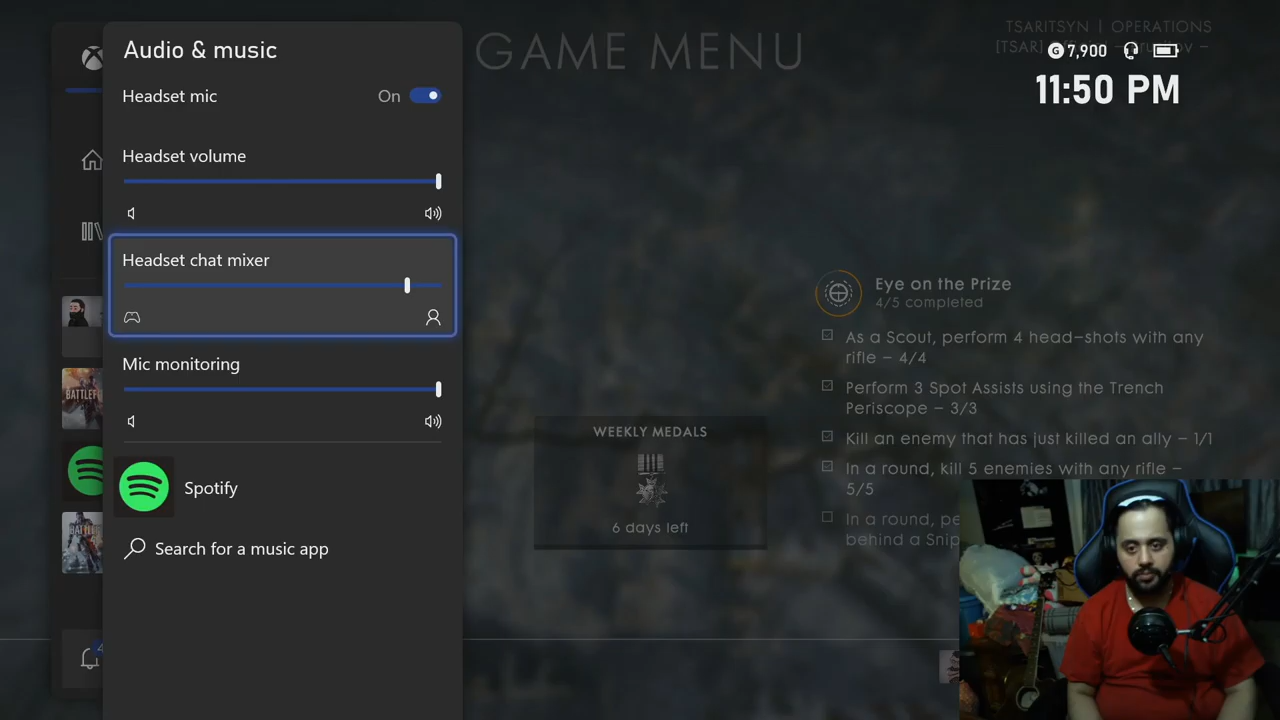 Audio & music
Headset mic
On
Headset volume
Headset chat mixer
Mic monitoring
Spotify
Search for a music app
GAME MENU
TSARITSYN | OPERATIONS
[TSAR]
7,900
11:50 PM
Eye on the Prize
4/5 completed
As a Scout, perform 4 head-shots with any
rifle – 4/4
Perform 3 Spot Assists using the Trench
Periscope – 3/3
Kill an enemy that has just killed an ally – 1/1
In a round, kill 5 enemies with any rifle –
5/5
In a round,
behind a
WEEKLY MEDALS
6 days left